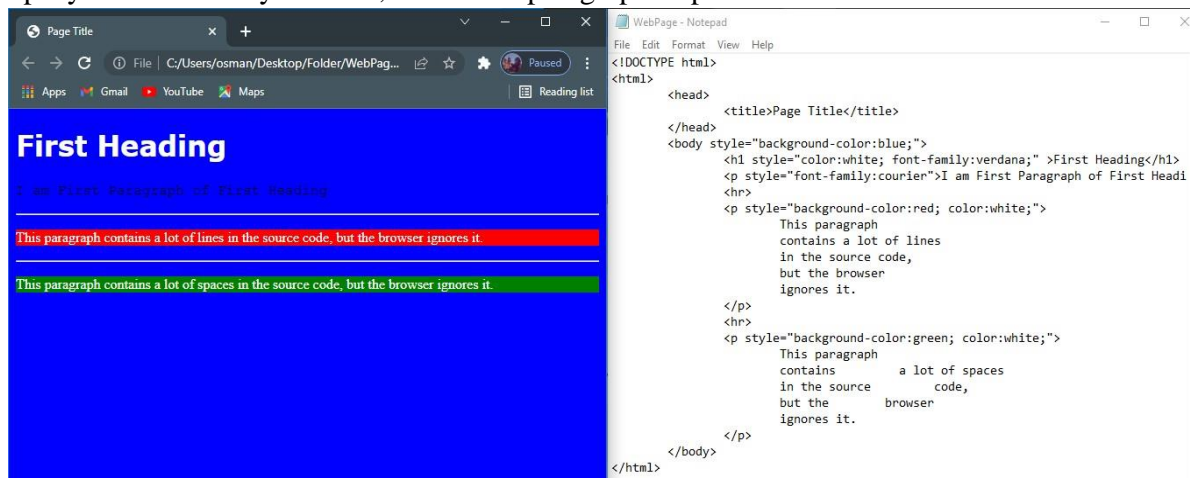 Page Title
File | C:/Users/osman/Desktop/Folder/WebPag...
Paused
Apps Gmail YouTube Maps
Reading list
First Heading
I am First Paragraph of First Heading
This paragraph contains a lot of lines in the source code, but the browser ignores it.
This paragraph contains a lot of spaces in the source code, but the browser ignores it.
WebPage - Notepad
File Edit Format View Help
<!DOCTYPE html>
<html>
<head>
<title>Page Title</title>
</head>
<body style="background-color:blue;">
<h1 style="color:white; font-family:verdana;" >First Heading</h1>
<p style="font-family:courier">I am First Paragraph of First Headi
<hr>
<p style="background-color:red; color:white;">
This paragraph
contains a lot of lines
in the source code,
but the browser
ignores it.
</p>
<hr>
<p style="background-color:green; color:white;">
This paragraph
contains         a lot of spaces
in the source         code,
but the        browser
ignores it.
</p>
</body>
</html>